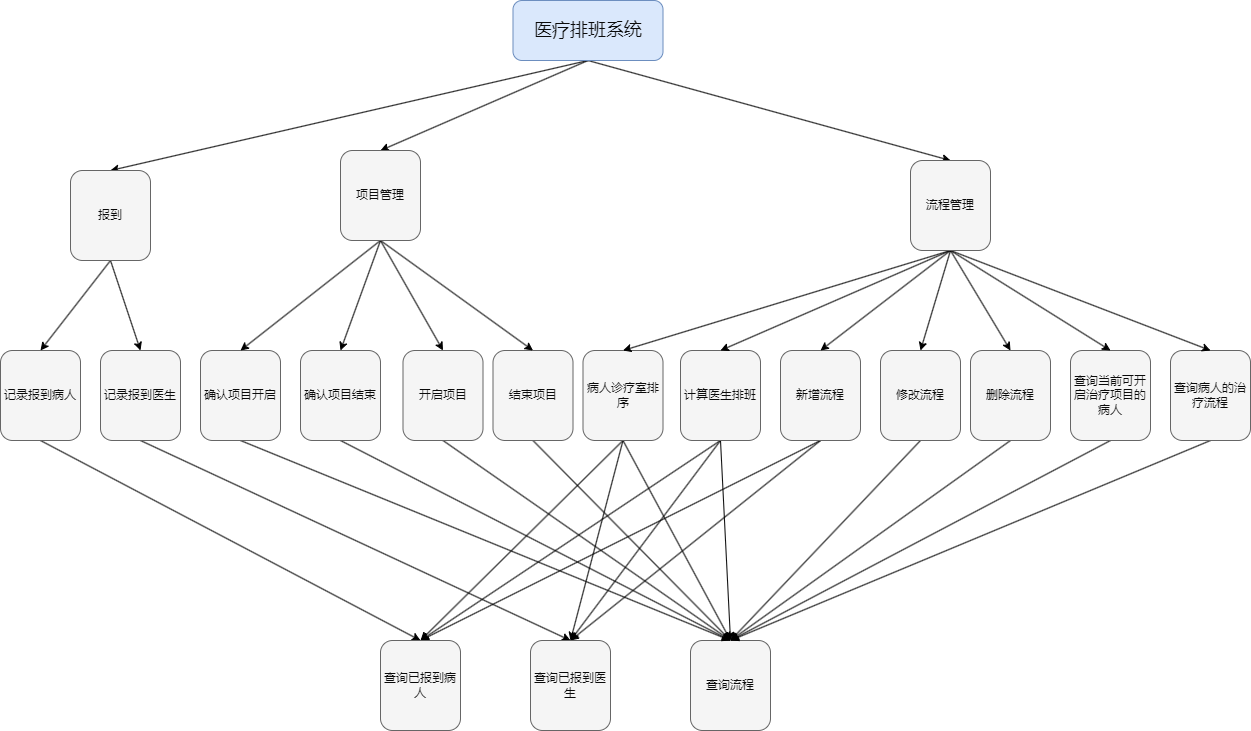 医疗排班系统
报到
项目管理
流程管理
记录报到病人
记录报到医生
确认项目开启
确认项目结束
开启项目
结束项目
病人诊疗室排
序
计算医生排班
新增流程
修改流程
删除流程
查询当前可开
启治疗项目的
病人
查询病人的治
疗流程
查询已报到病
人
查询已报到医
生
查询流程